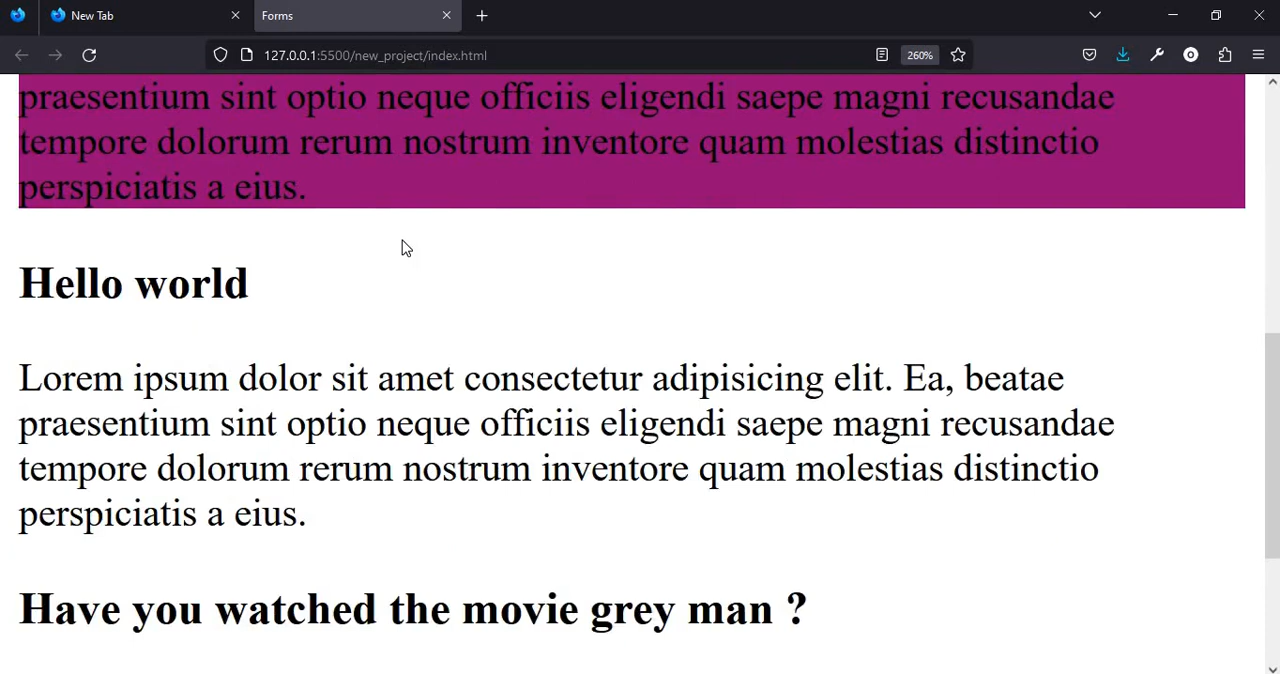 New Tab
Forms
127.0.0.1:5500/new_project/index.html
260%
praesentium sint optio neque officiis eligendi saepe magni recusandae
tempore dolorum rerum nostrum inventore quam molestias distinctio
perspiciatis a eius.
Hello world
Lorem ipsum dolor sit amet consectetur adipisicing elit. Ea, beatae
praesentium sint optio neque officiis eligendi saepe magni recusandae
tempore dolorum rerum nostrum inventore quam molestias distinctio
perspiciatis a eius.
Have you watched the movie grey man ?